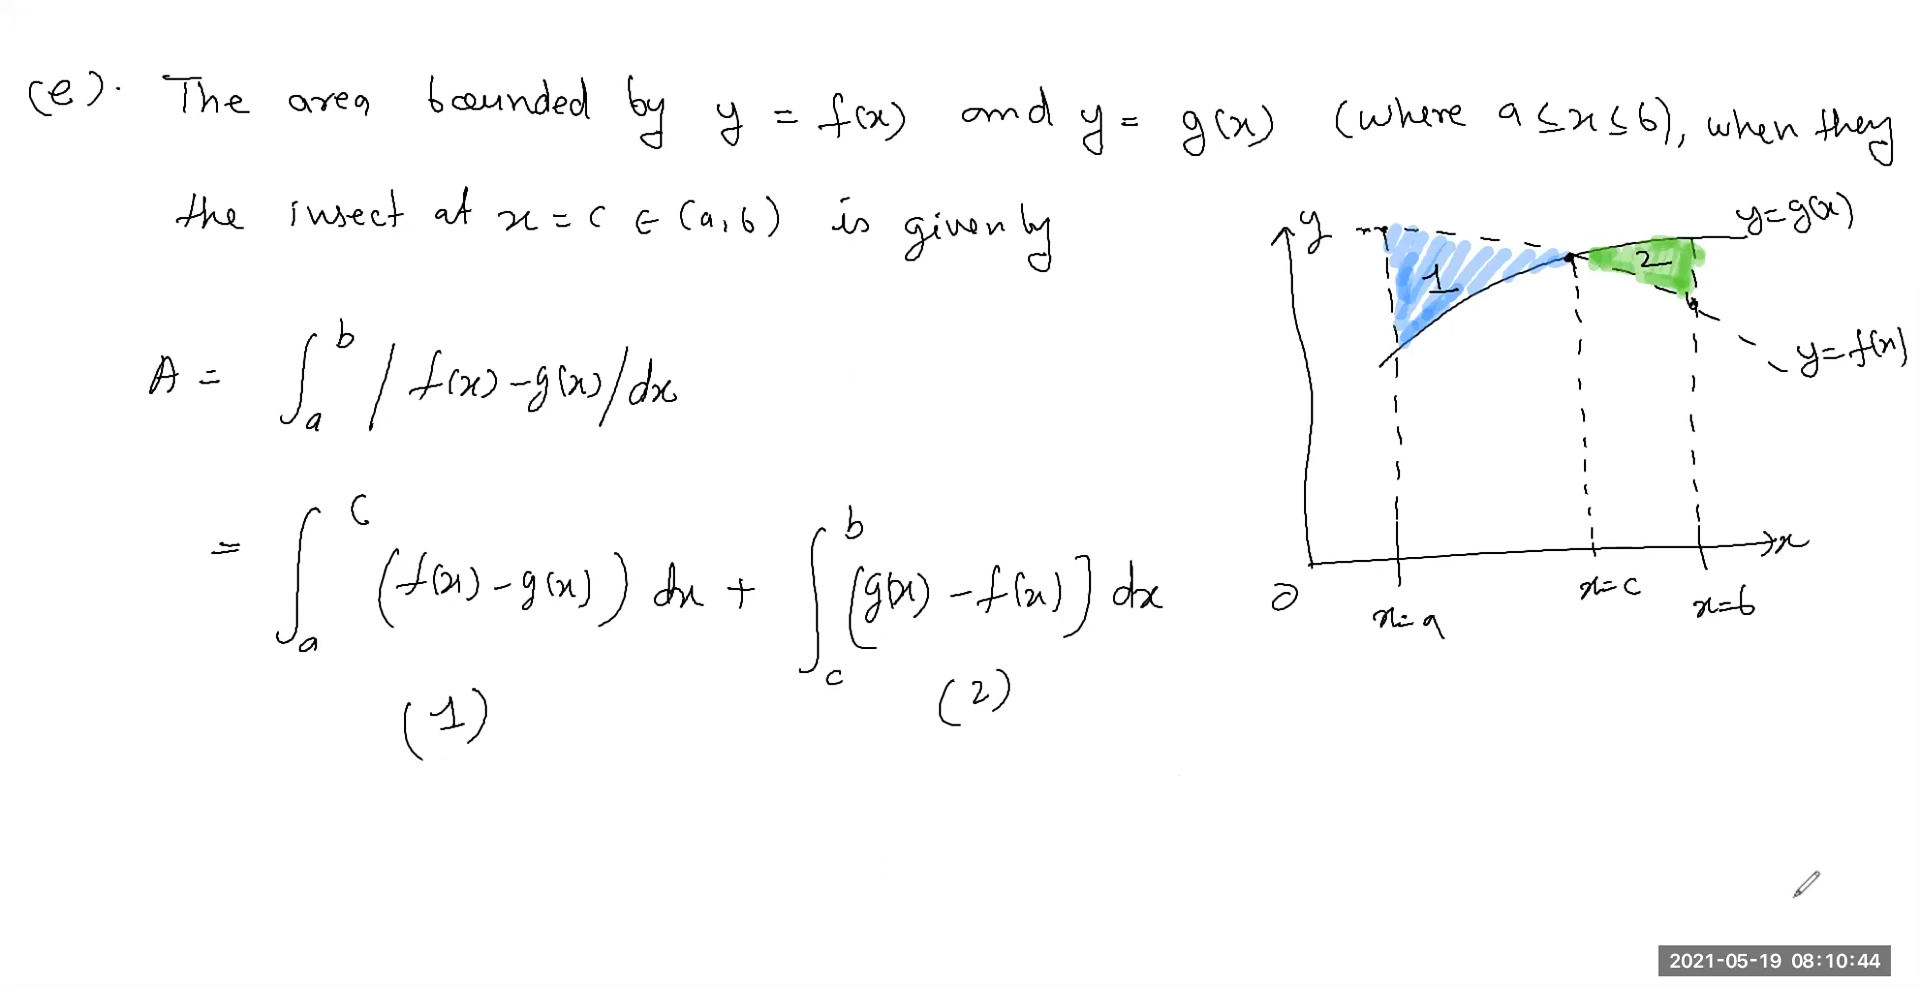 (e). The area bounded by y = f(x) and y = g(x) (where a ≤ x ≤ b), when they
the insect at x = c ∈ (a, b) is given by
A = ∫_a^b |f(x) - g(x)| dx
= ∫_a^c (f(x) - g(x)) dx + ∫_c^b [g(x) - f(x)] dx
(1) (2)
y
y=g(x)
1
2
y=f(x)
x
0
x=a
x=c
x=b
2021-05-19 08:10:44